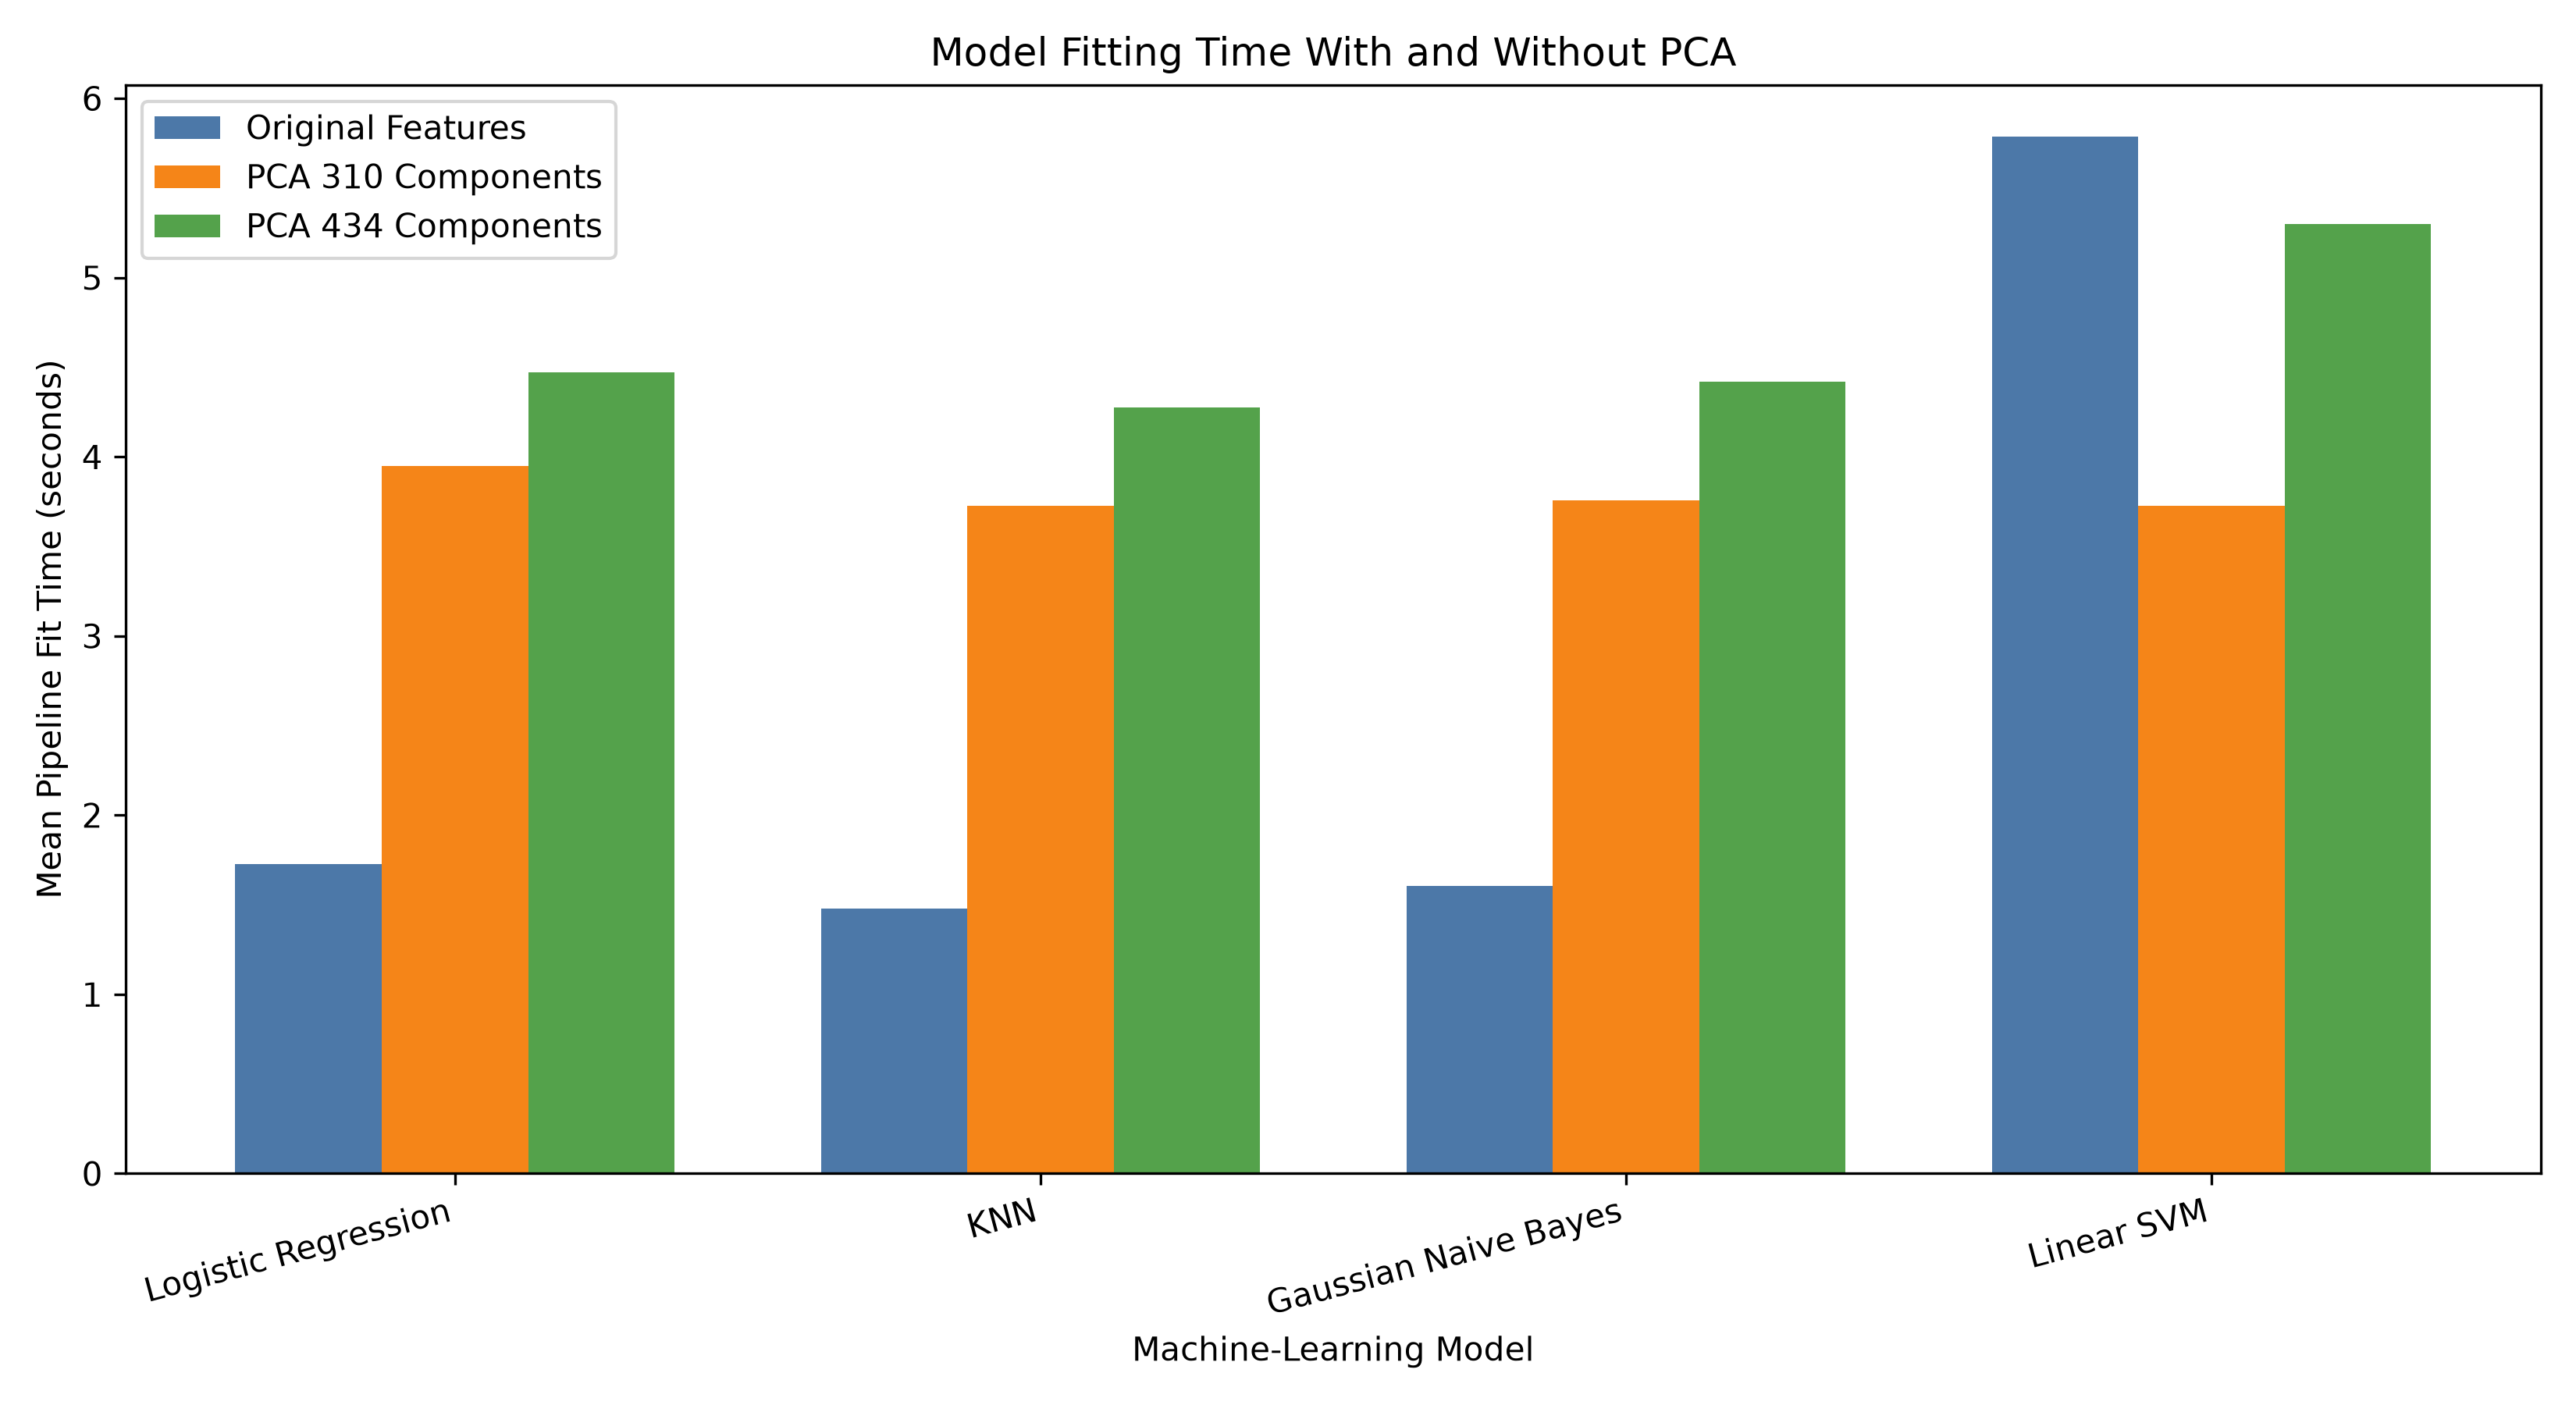 Model Fitting Time With and Without PCA
Original Features
PCA 310 Components
PCA 434 Components
Mean Pipeline Fit Time (seconds)
6
5
4
3
2
1
0
Logistic Regression
KNN
Gaussian Naive Bayes
Linear SVM
Machine-Learning Model